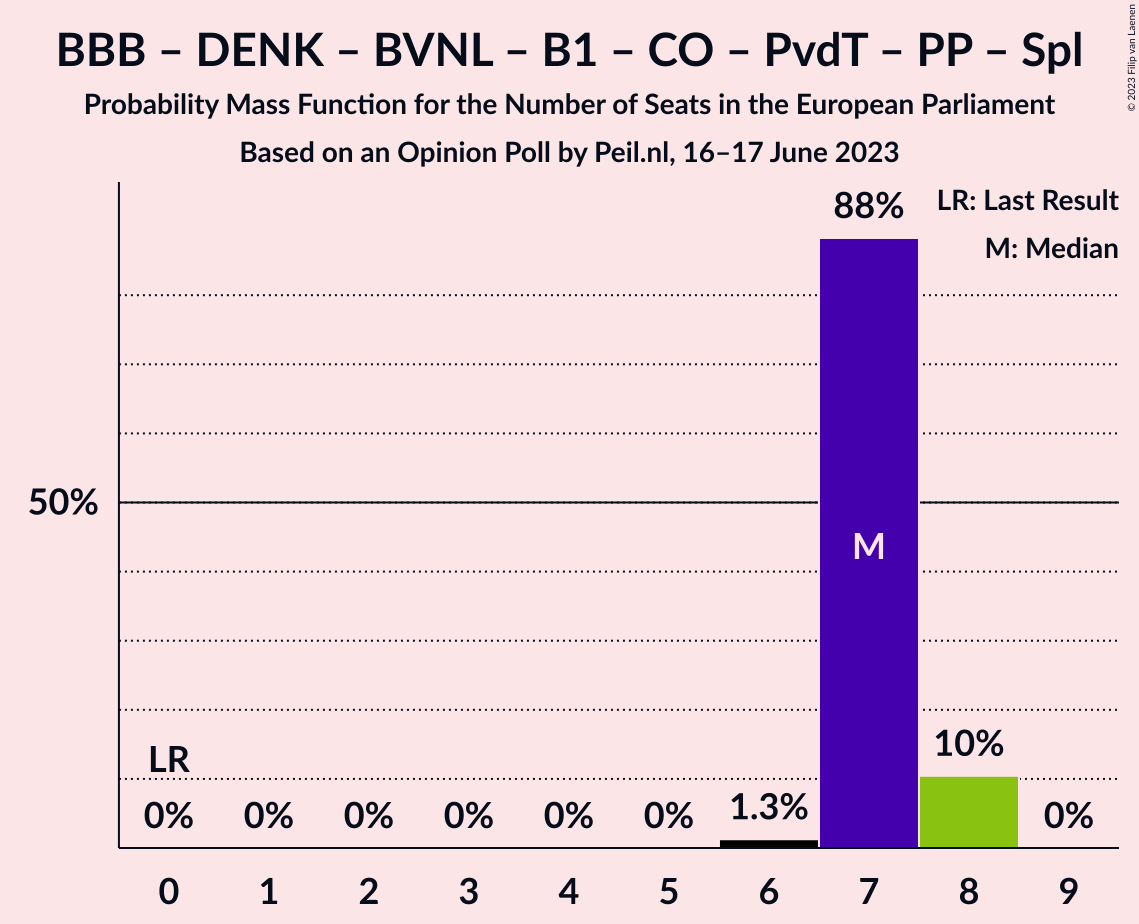 BBB – DENK – BVNL – B1 – CO – PvdT – PP – Spl
Probability Mass Function for the Number of Seats in the European Parliament
Based on an Opinion Poll by Peil.nl, 16–17 June 2023
© 2023 Filip van Laenen
LR: Last Result
M: Median
88%
50%
M
LR
10%
1.3%
0% 0% 0% 0% 0% 0% 0%
0 1 2 3 4 5 6 7 8 9